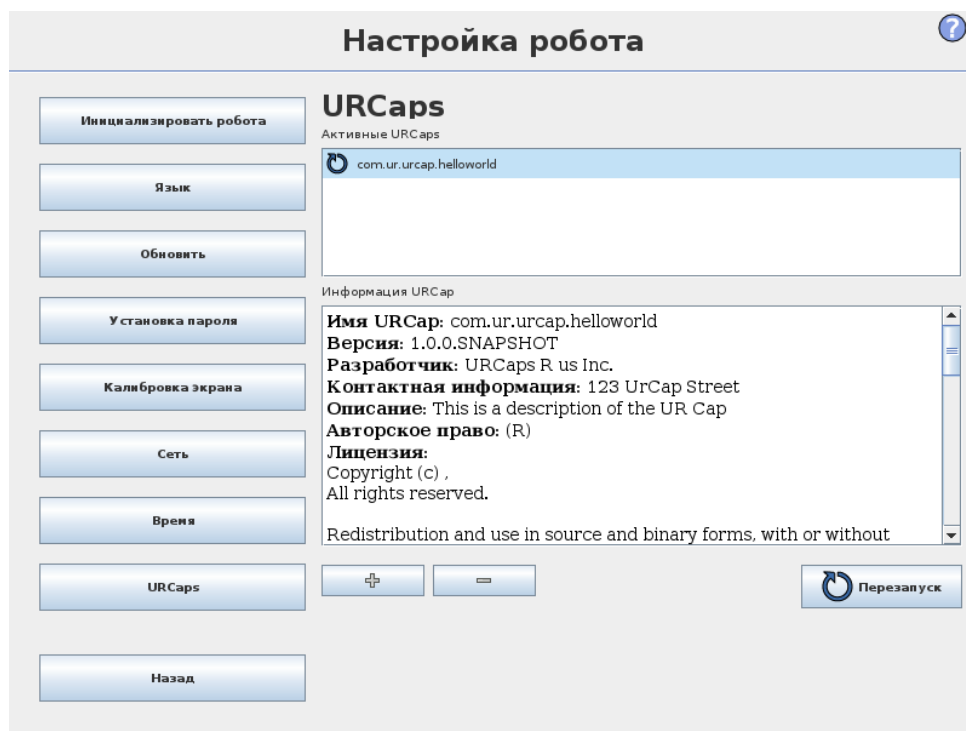 Настройка робота
?
Инициализировать робота
Язык
Обновить
Установка пароля
Калибровка экрана
Сеть
Время
URCaps
Назад
URCaps
Активные URCaps
com.ur.urcap.helloworld
Информация URCap
Имя URCap: com.ur.urcap.helloworld
Версия: 1.0.0.SNAPSHOT
Разработчик: URCaps R us Inc.
Контактная информация: 123 UrCap Street
Описание: This is a description of the UR Cap
Авторское право: (R)
Лицензия:
Copyright (c) ,
All rights reserved.
Redistribution and use in source and binary forms, with or without
Перезапуск